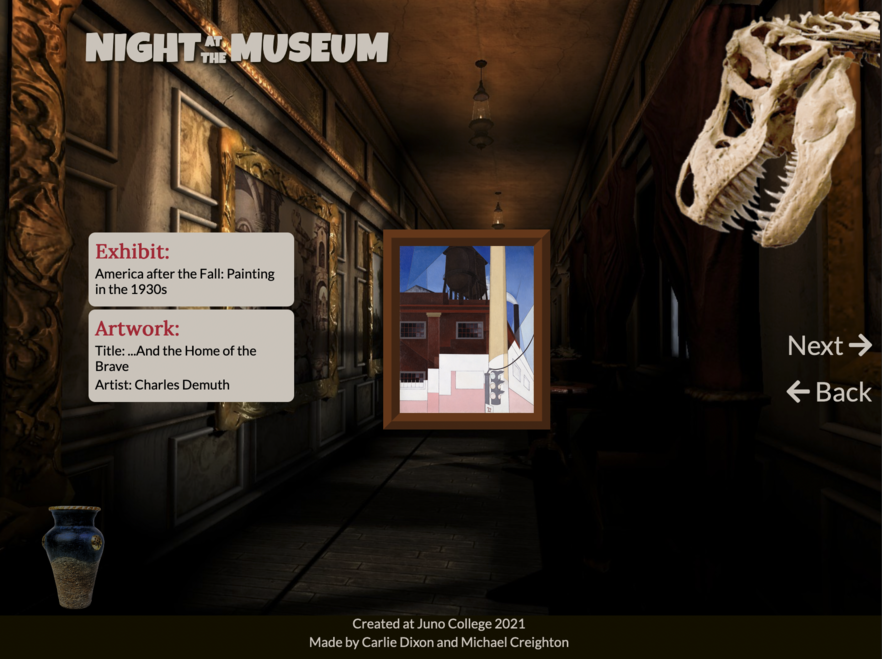 NIGHT AT THE MUSEUM
Exhibit:
America after the Fall: Painting
in the 1930s
Artwork:
Title: ...And the Home of the
Brave
Artist: Charles Demuth
Next →
← Back
Created at Juno College 2021
Made by Carlie Dixon and Michael Creighton